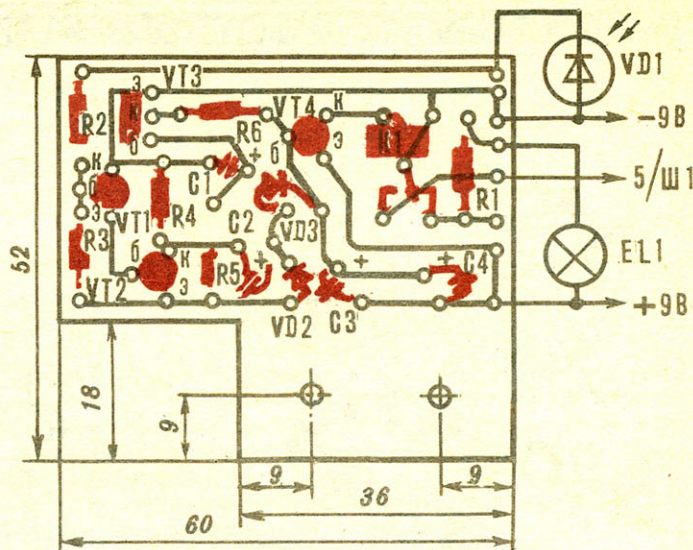 VD1
-9В
5/Ш1
EL1
+9В
э VT3
к
б
R2
R6
VT4 к
б э
R1
к
б
э
C1 +
R4
VT1
R3
б
к
э
VT2
C2
R5
+
VD3
VD2
+
C3
+
C4
52
18
9
9
9
36
60